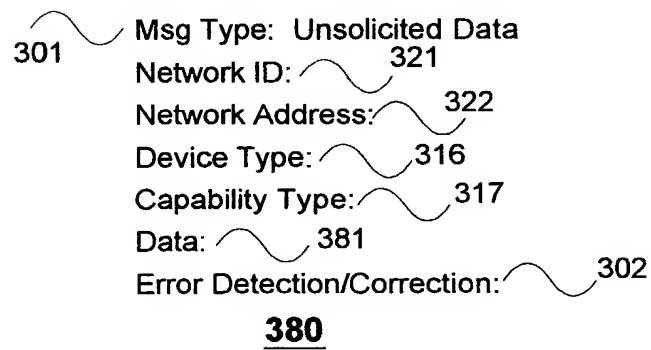 301 Msg Type: Unsolicited Data
Network ID: 321
Network Address: 322
Device Type: 316
Capability Type: 317
Data: 381
Error Detection/Correction: 302
380